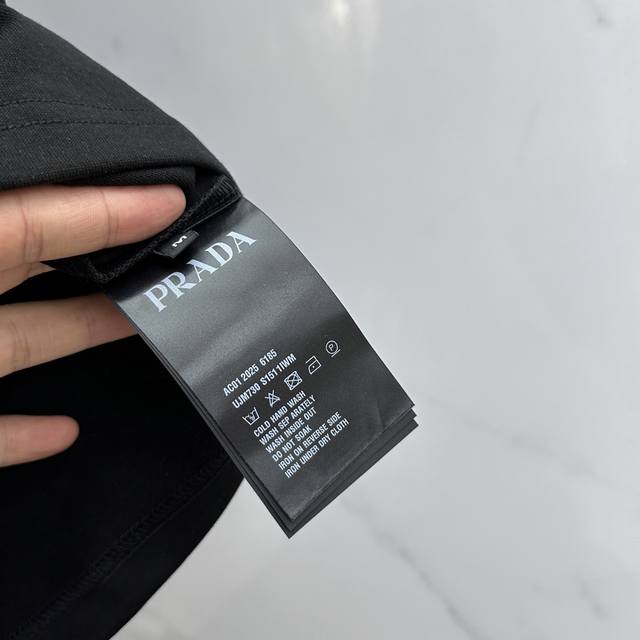 M
PRADA
AC01 2025 6185
UJM780 S151 1IWM
COLD HAND WASH
WASH SEPARATELY
WASH INSIDE OUT
DO NOT SOAK
IRON ON REVERSE SIDE
IRON UNDER DRY CLOTH